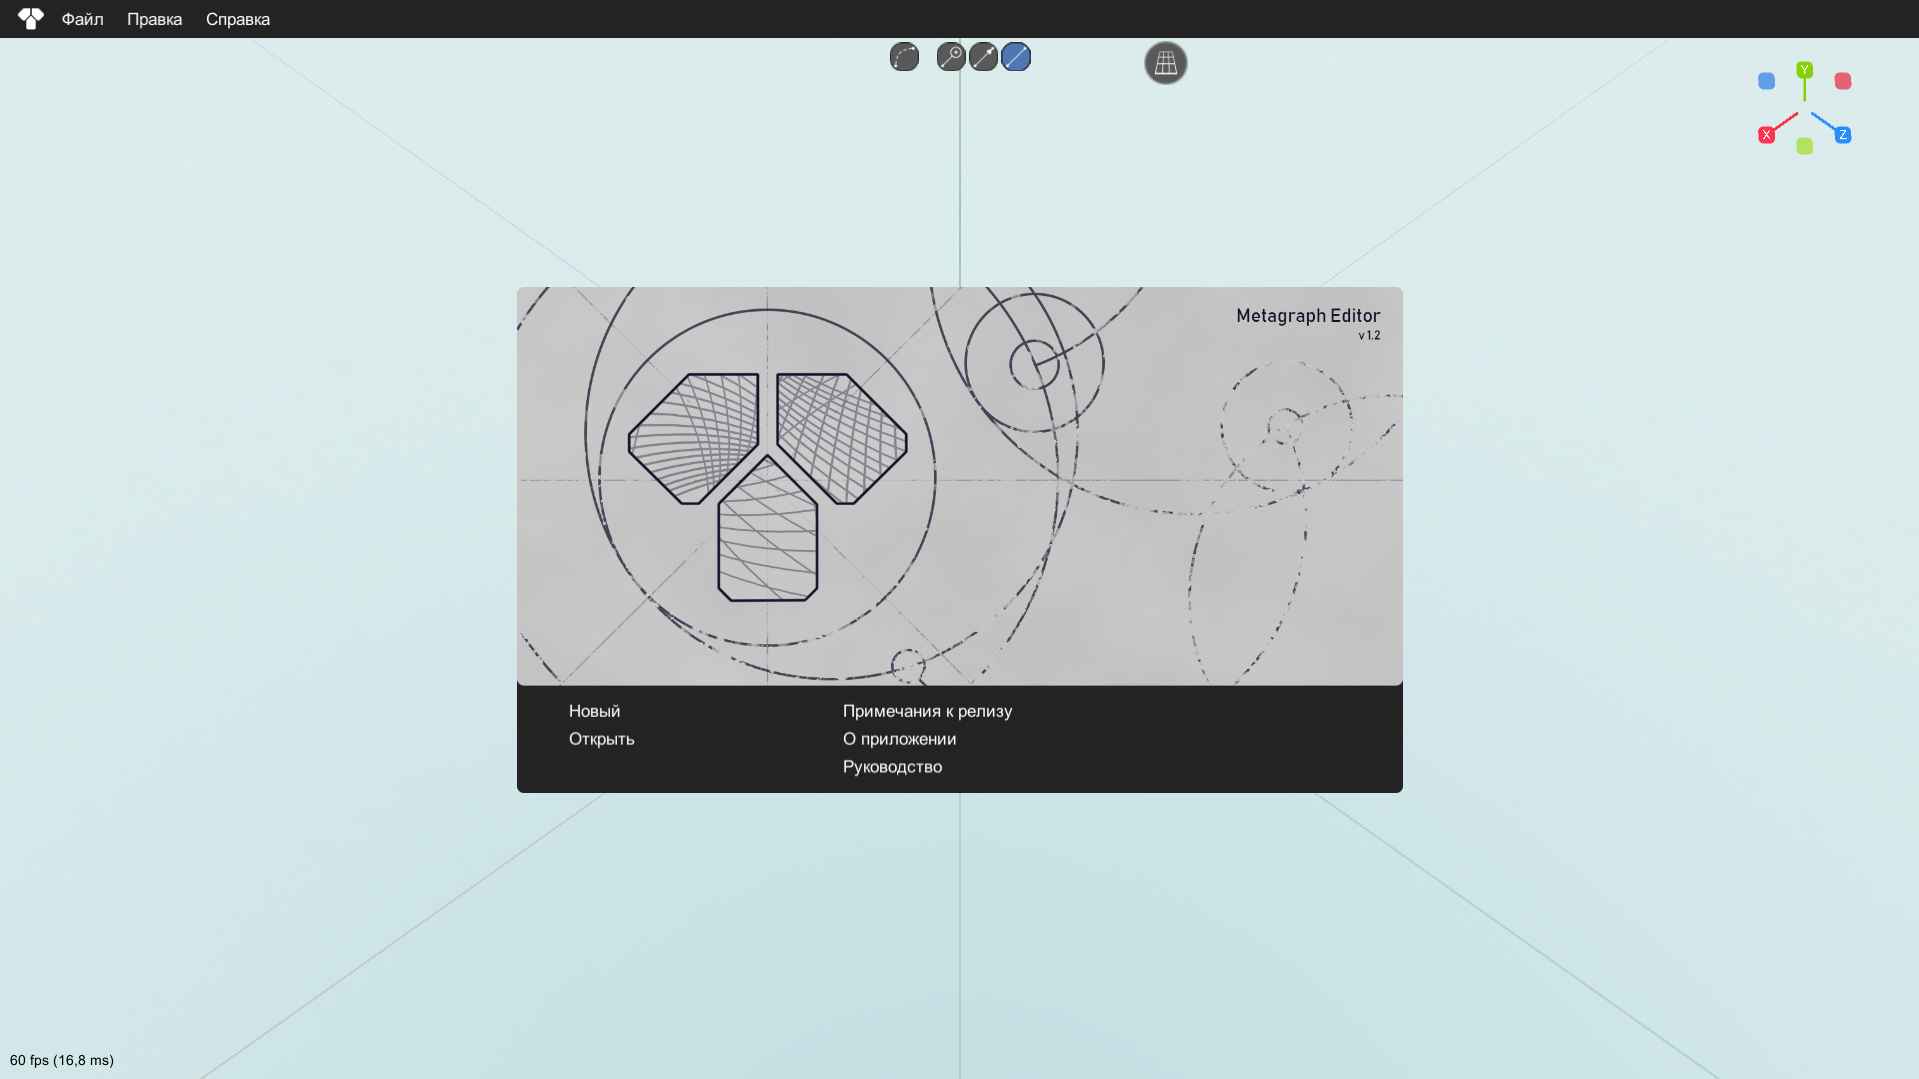 Файл Правка Справка
Y
X Z
Metagraph Editor
v 1.2
Новый
Открыть
Примечания к релизу
О приложении
Руководство
60 fps (16,8 ms)